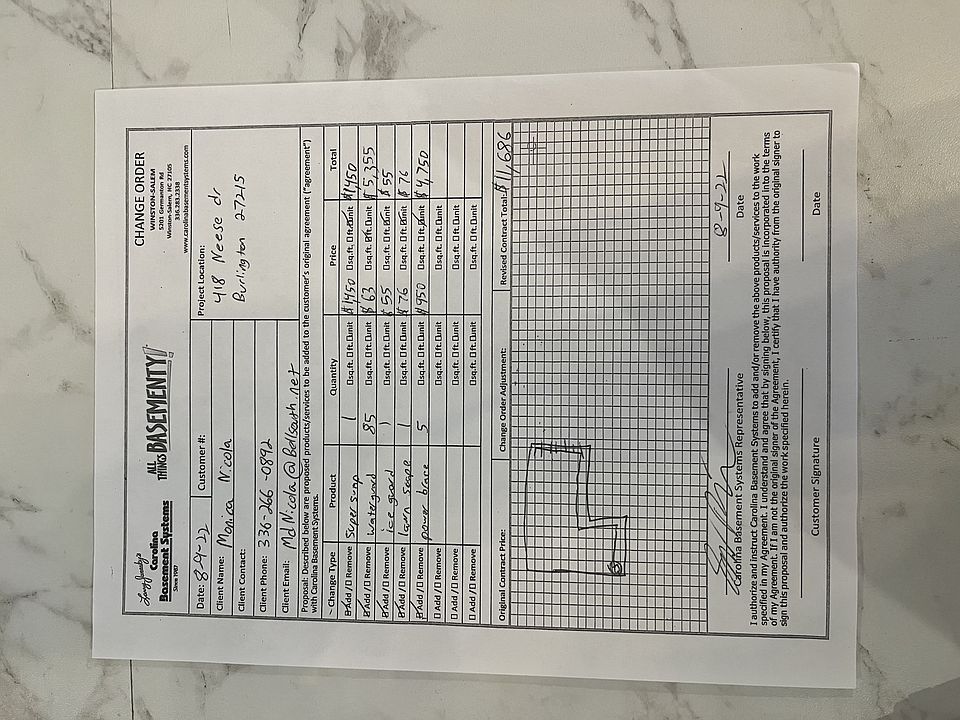 Larry Janesky's
Carolina
Basement Systems
Since 1987
ALL
THINGS BASEMENTY!
CHANGE ORDER
WINSTON-SALEM
5201 Germanton Rd
Winston-Salem, NC 27105
336.283.2338
www.carolinabasementsystems.com
Date: 8-9-22 Customer #:
Client Name: Monica Nicola
Client Contact:
Client Phone: 336-266-0892
Client Email: MdNicola@Bellsouth.net
Project Location:
418 Neese dr
Burlington 27215
Proposal: Described below are proposed products/services to be added to the customer's original agreement ("agreement")
with Carolina Basement Systems.
Change Type Product Quantity Price Total
☑ Add / ☐ Remove Super sump 1 ☐sq.ft. ☐ft. ☐unit $1450 ☐sq.ft. ☐ft. ☑unit $1450
☑ Add / ☐ Remove waterguard 85 ☐sq.ft. ☐ft. ☐unit $63 ☐sq.ft. ☑ft. ☐unit $5,355
☑ Add / ☐ Remove ice guard 1 ☐sq.ft. ☐ft. ☐unit $55 ☐sq.ft. ☐ft. ☑unit $55
☑ Add / ☐ Remove lawn scape 1 ☐sq.ft. ☐ft. ☐unit $76 ☐sq.ft. ☐ft. ☑unit $76
☑ Add / ☐ Remove power brace 5 ☐sq.ft. ☐ft. ☐unit $950 ☐sq.ft. ☐ft. ☑unit $4,750
☐ Add / ☐ Remove ☐sq.ft. ☐ft. ☐unit ☐sq.ft. ☐ft. ☐unit
☐ Add / ☐ Remove ☐sq.ft. ☐ft. ☐unit ☐sq.ft. ☐ft. ☐unit
☐ Add / ☐ Remove ☐sq.ft. ☐ft. ☐unit ☐sq.ft. ☐ft. ☐unit
Original Contract Price: Change Order Adjustment: Revised Contract Total: $11,686
8-9-22
Carolina Basement Systems Representative Date
I authorize and instruct Carolina Basement Systems to add and/or remove the above products/services to the work
specified in my Agreement. I understand and agree that by signing below, this proposal is incorporated into the terms
of my Agreement. If I am not the original signer of the Agreement, I certify that I have authority from the original signer to
sign this proposal and authorize the work specified herein.
Customer Signature Date